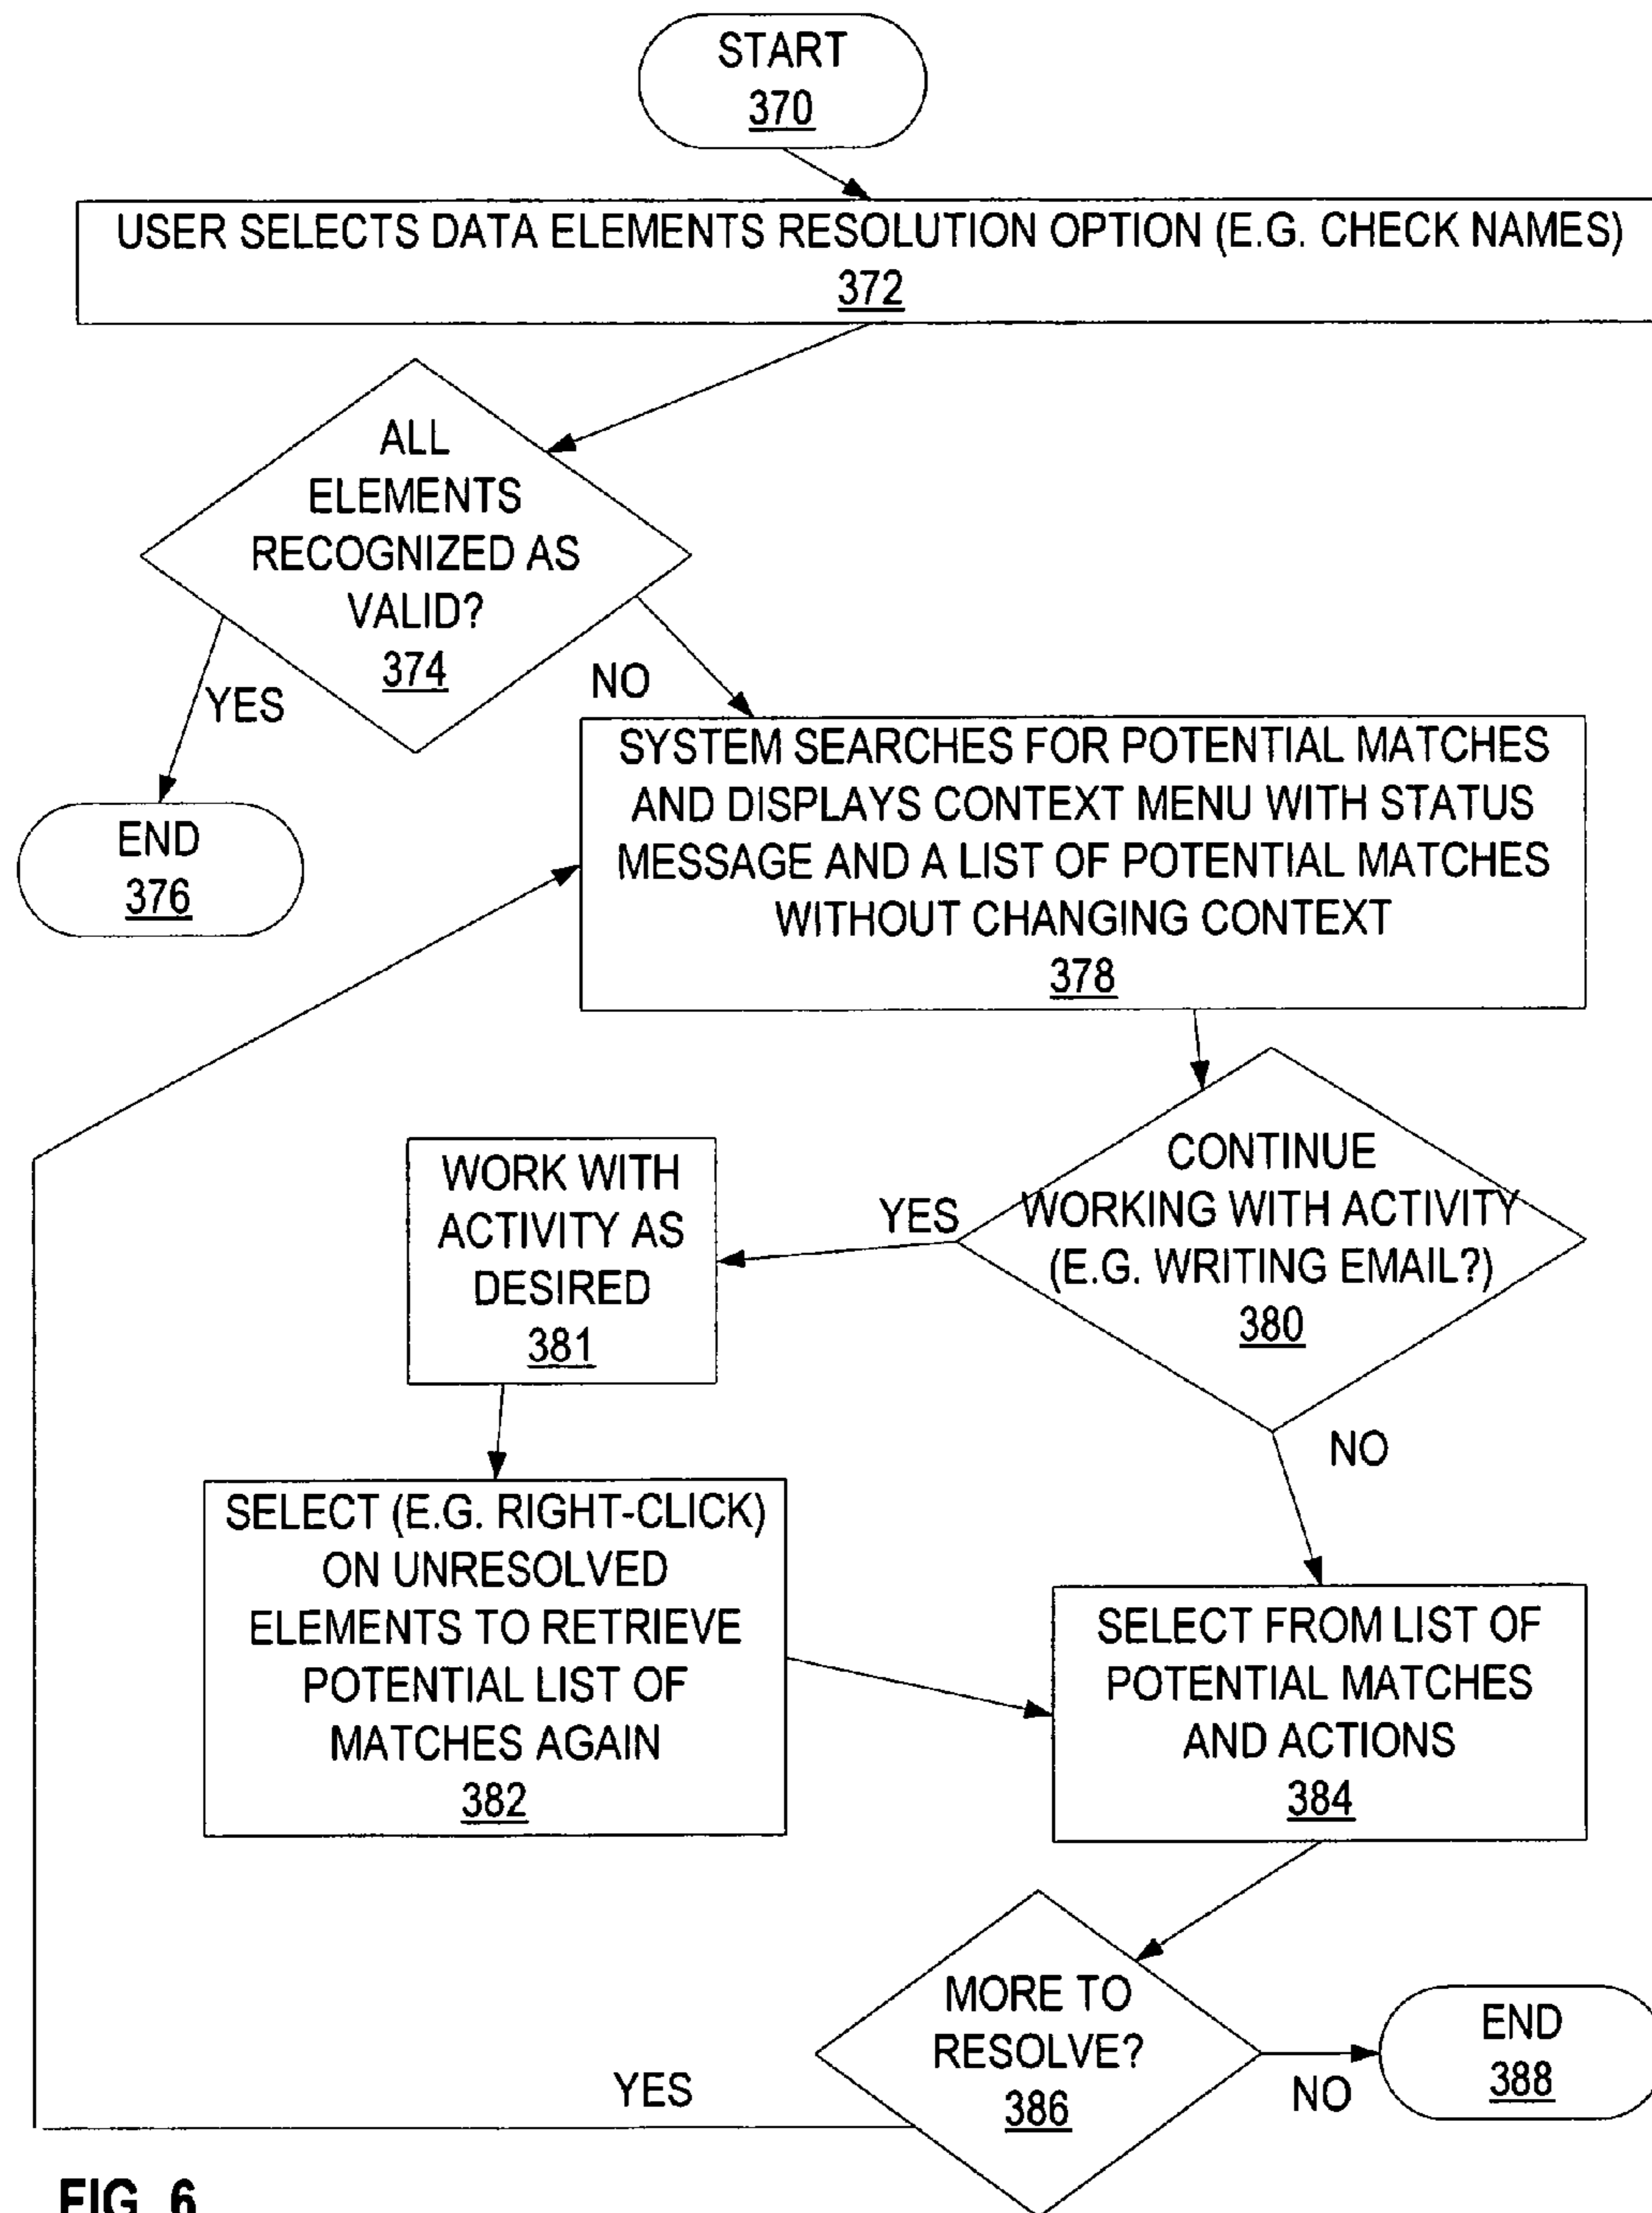 START
370
USER SELECTS DATA ELEMENTS RESOLUTION OPTION (E.G. CHECK NAMES)
372
ALL
ELEMENTS
RECOGNIZED AS
VALID?
374
YES
NO
END
376
SYSTEM SEARCHES FOR POTENTIAL MATCHES
AND DISPLAYS CONTEXT MENU WITH STATUS
MESSAGE AND A LIST OF POTENTIAL MATCHES
WITHOUT CHANGING CONTEXT
378
CONTINUE
WORKING WITH ACTIVITY
(E.G. WRITING EMAIL?)
380
YES
WORK WITH
ACTIVITY AS
DESIRED
381
NO
SELECT (E.G. RIGHT-CLICK)
ON UNRESOLVED
ELEMENTS TO RETRIEVE
POTENTIAL LIST OF
MATCHES AGAIN
382
SELECT FROM LIST OF
POTENTIAL MATCHES
AND ACTIONS
384
MORE TO
RESOLVE?
386
YES
NO
END
388
FIG. 6